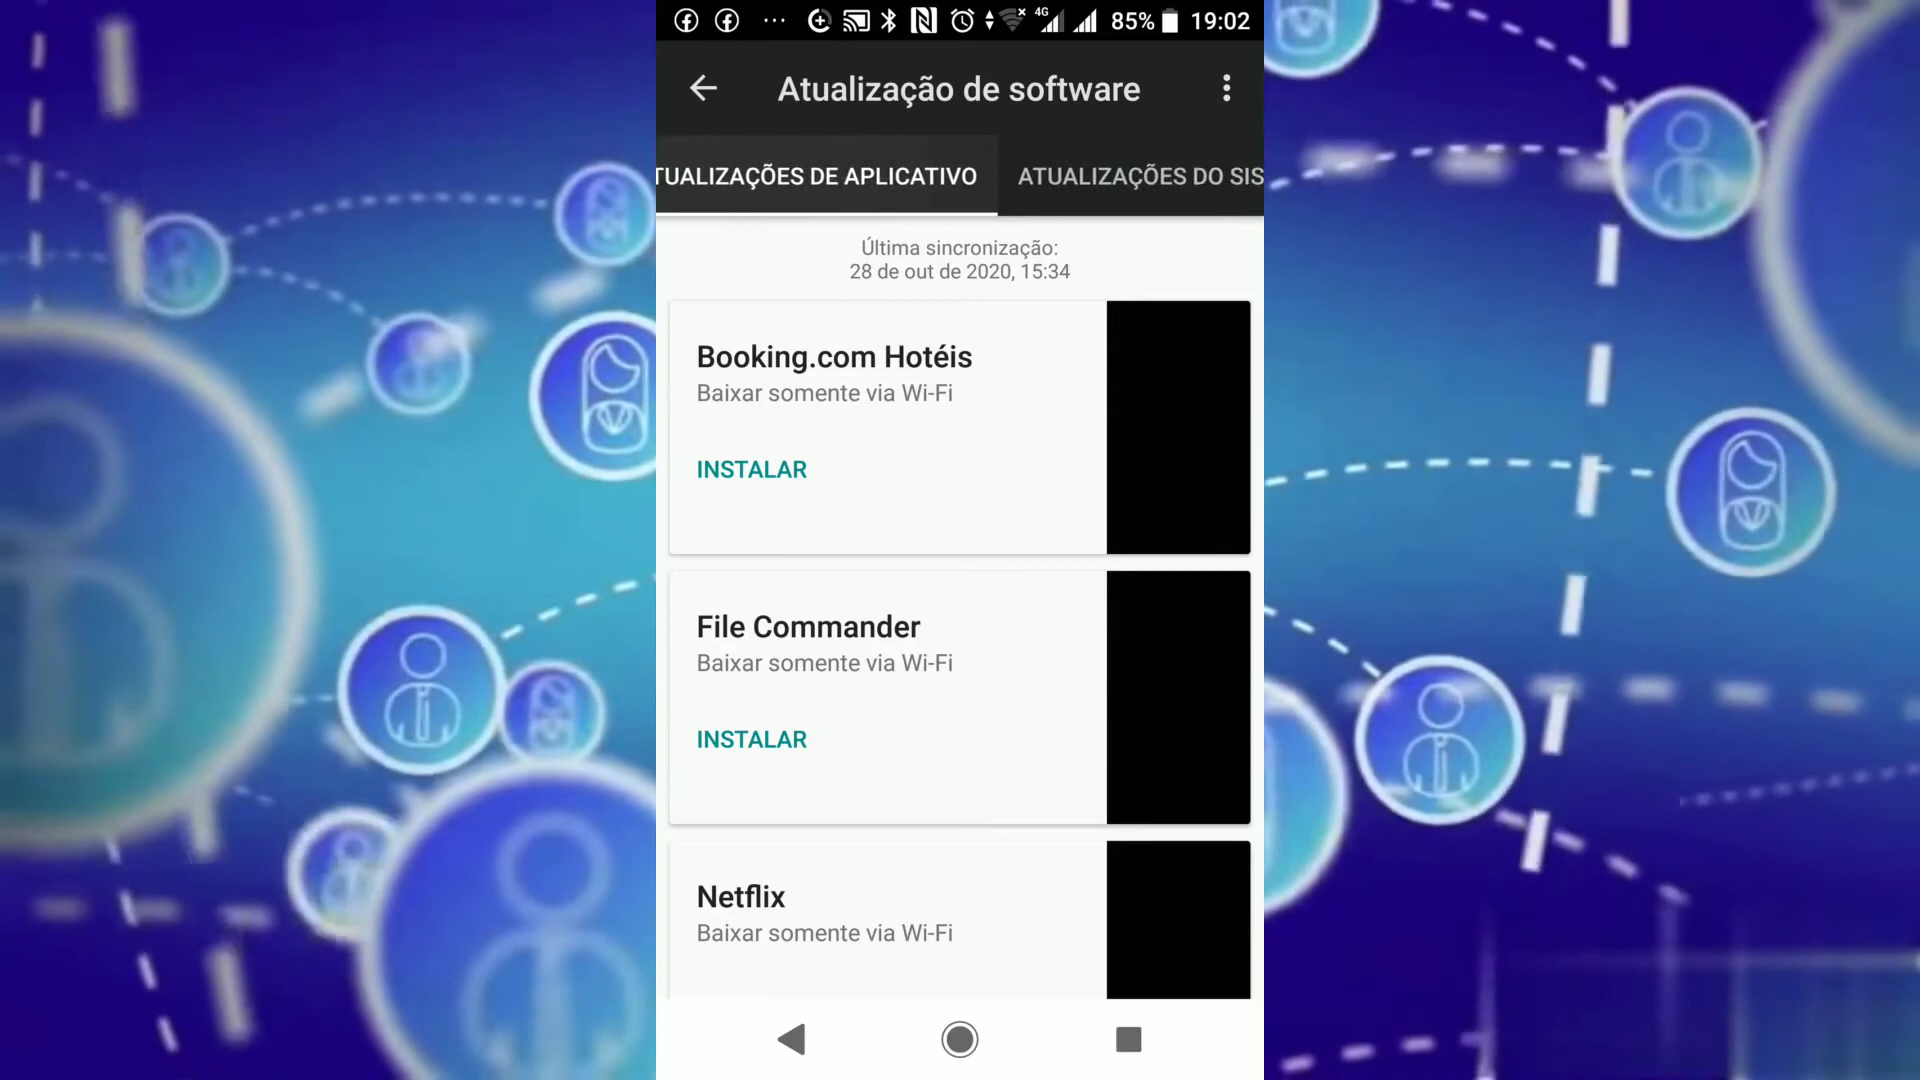 4G 85% 19:02
Atualização de software
TUALIZAÇÕES DE APLICATIVO
ATUALIZAÇÕES DO SIS
Última sincronização:
28 de out de 2020, 15:34
Booking.com Hotéis
Baixar somente via Wi-Fi
INSTALAR
File Commander
Baixar somente via Wi-Fi
INSTALAR
Netflix
Baixar somente via Wi-Fi